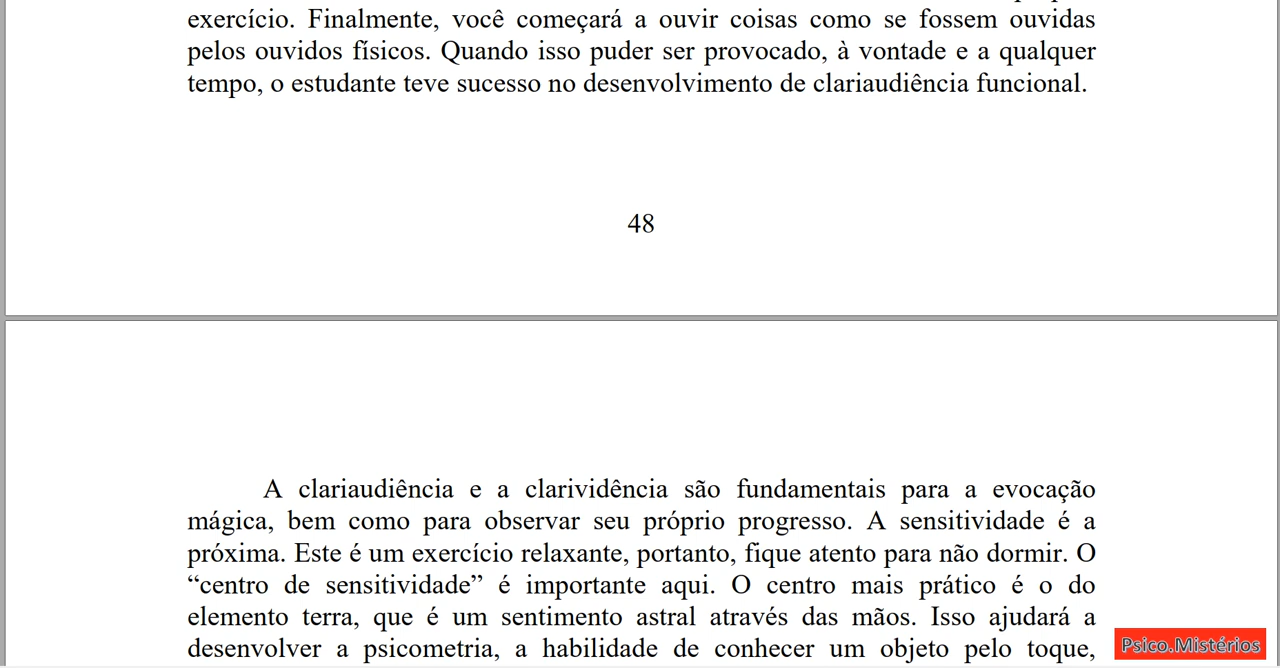 exercício. Finalmente, você começará a ouvir coisas como se fossem ouvidas
pelos ouvidos físicos. Quando isso puder ser provocado, à vontade e a qualquer
tempo, o estudante teve sucesso no desenvolvimento de clariaudiência funcional.
48
A clariaudiência e a clarividência são fundamentais para a evocação
mágica, bem como para observar seu próprio progresso. A sensitividade é a
próxima. Este é um exercício relaxante, portanto, fique atento para não dormir. O
“centro de sensitividade” é importante aqui. O centro mais prático é o do
elemento terra, que é um sentimento astral através das mãos. Isso ajudará a
desenvolver a psicometria, a habilidade de conhecer um objeto pelo toque,
Psico.Mistérios